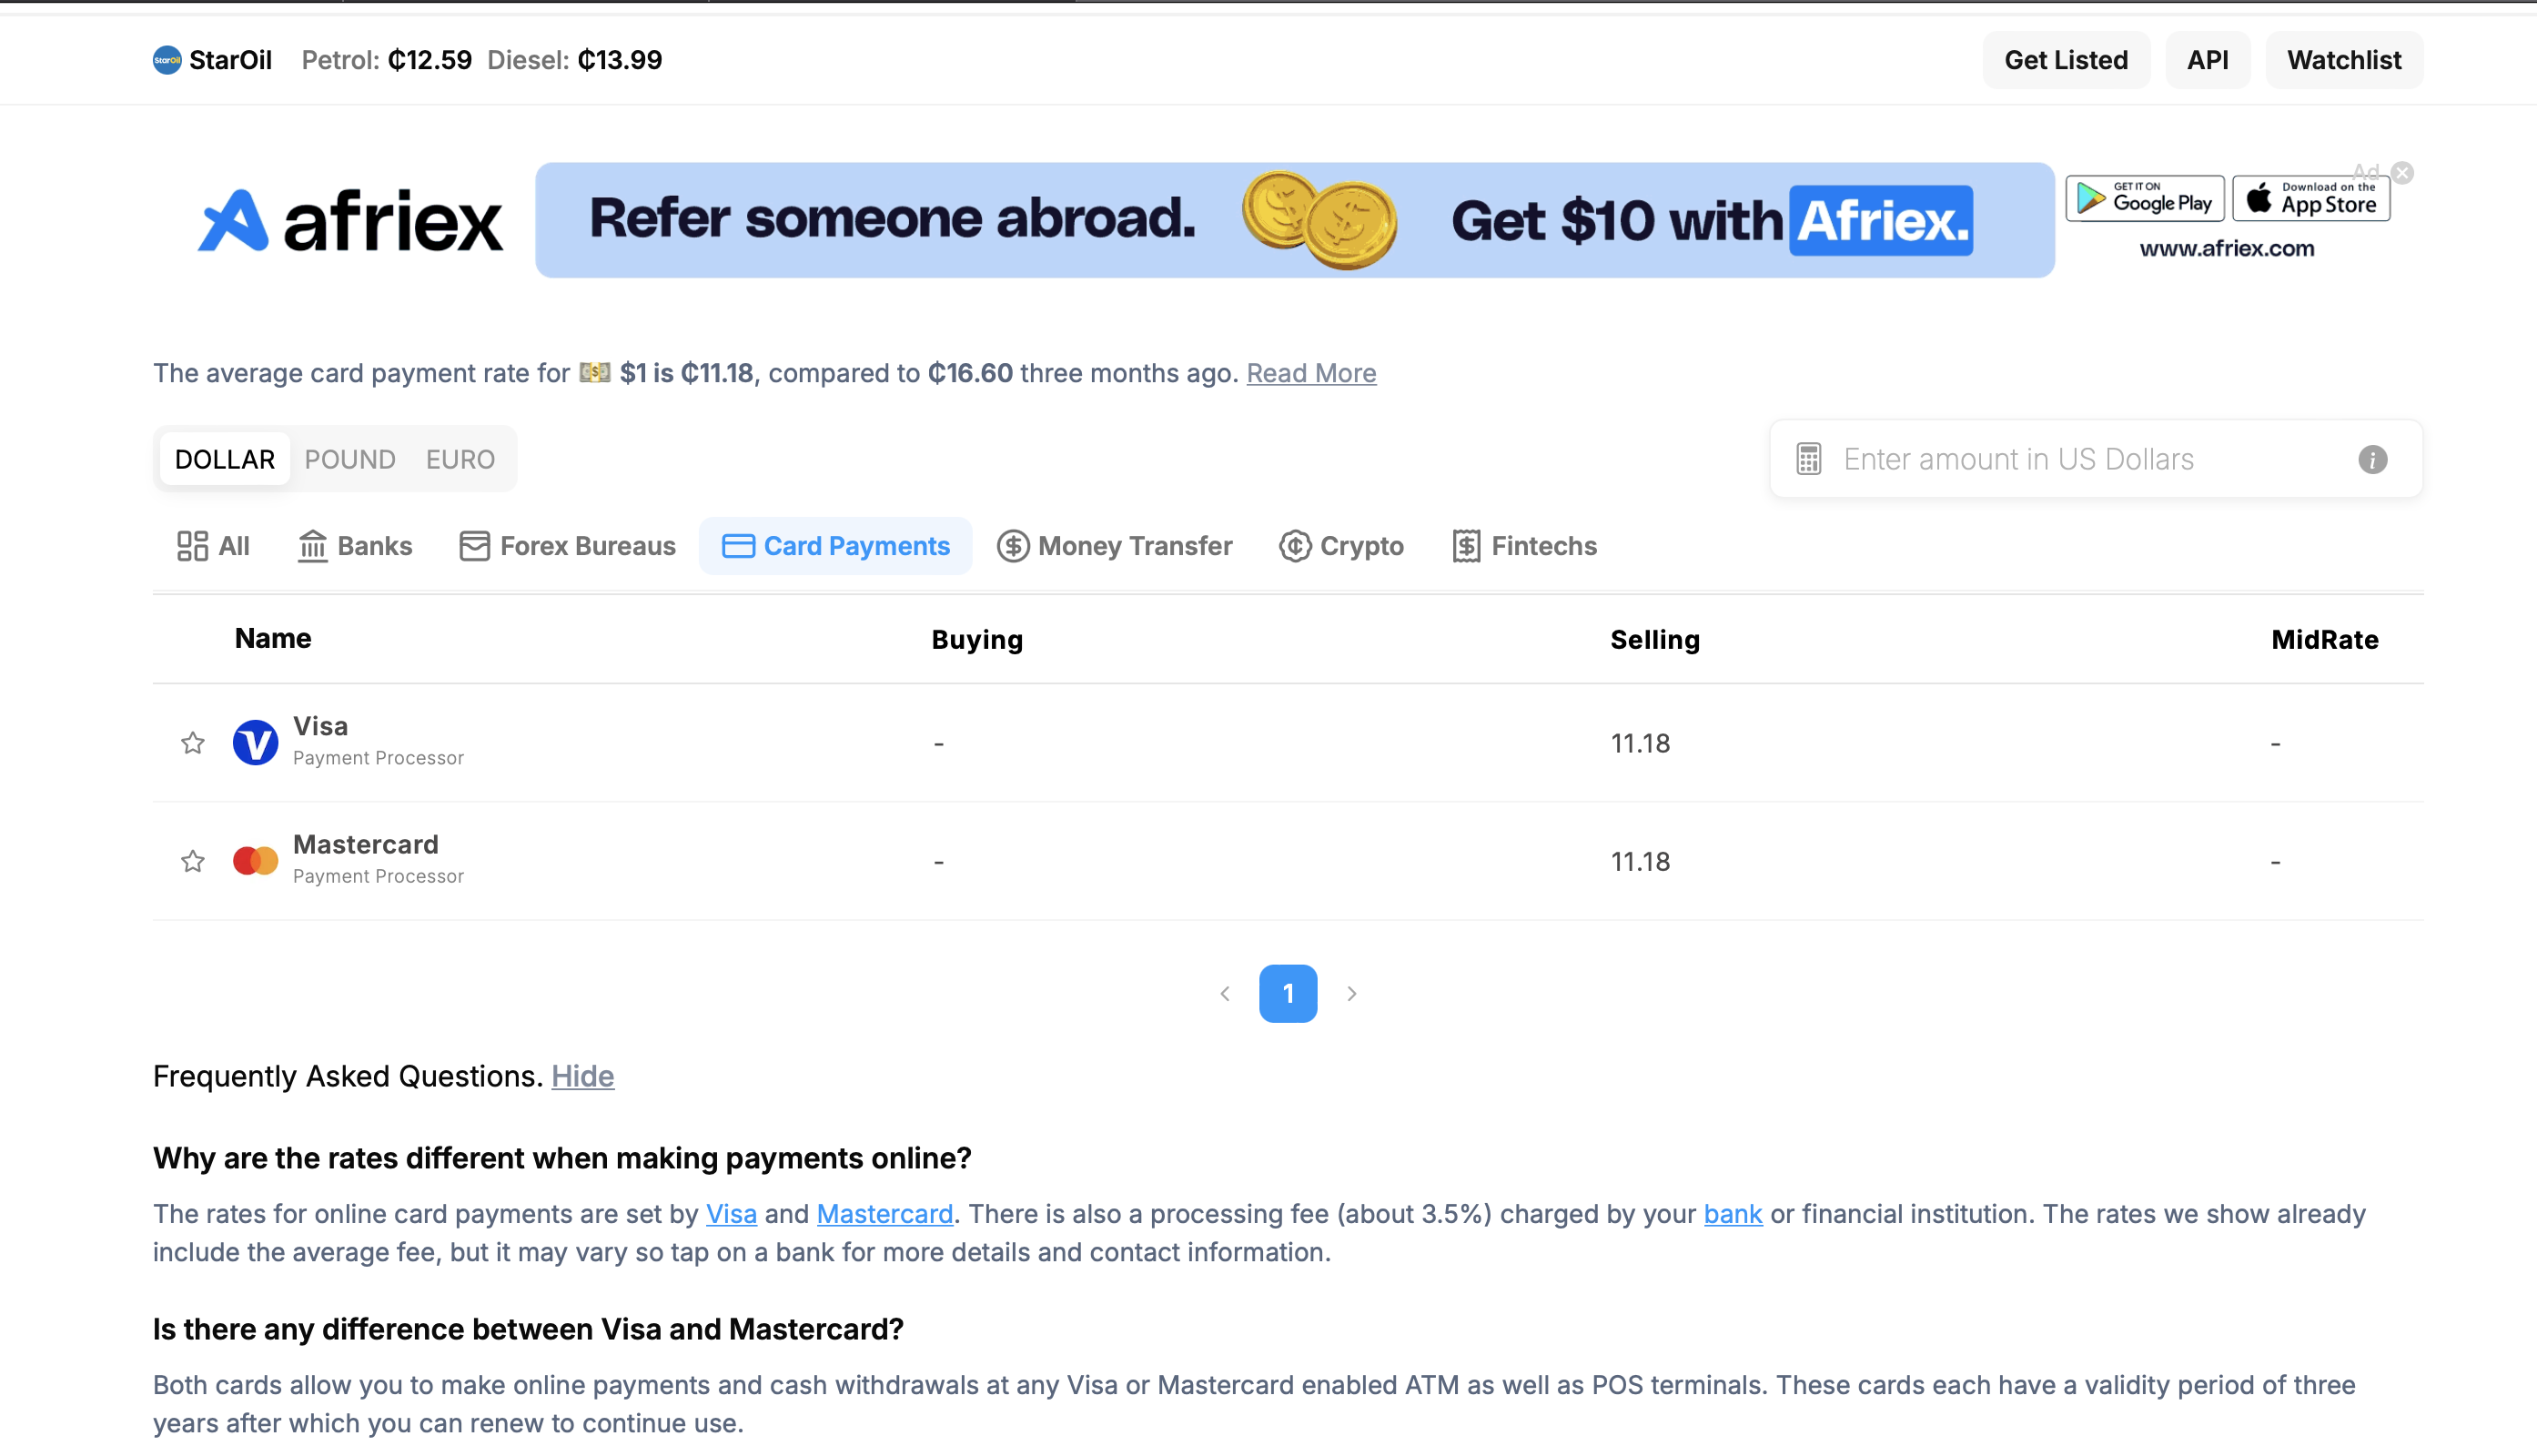 StarOil StarOil Petrol: ₵12.59 Diesel: ₵13.99 Get Listed API Watchlist
afriex Refer someone abroad. Get $10 with Afriex. GET IT ON Google Play Download on the App Store Ad
www.afriex.com
The average card payment rate for 💵 $1 is ₵11.18, compared to ₵16.60 three months ago. Read More
DOLLAR POUND EURO Enter amount in US Dollars
All Banks Forex Bureaus Card Payments Money Transfer Crypto Fintechs
Name Buying Selling MidRate
Visa
Payment Processor
- 11.18 -
Mastercard
Payment Processor
- 11.18 -
< 1 >
Frequently Asked Questions. Hide
Why are the rates different when making payments online?
The rates for online card payments are set by Visa and Mastercard. There is also a processing fee (about 3.5%) charged by your bank or financial institution. The rates we show already
include the average fee, but it may vary so tap on a bank for more details and contact information.
Is there any difference between Visa and Mastercard?
Both cards allow you to make online payments and cash withdrawals at any Visa or Mastercard enabled ATM as well as POS terminals. These cards each have a validity period of three
years after which you can renew to continue use.